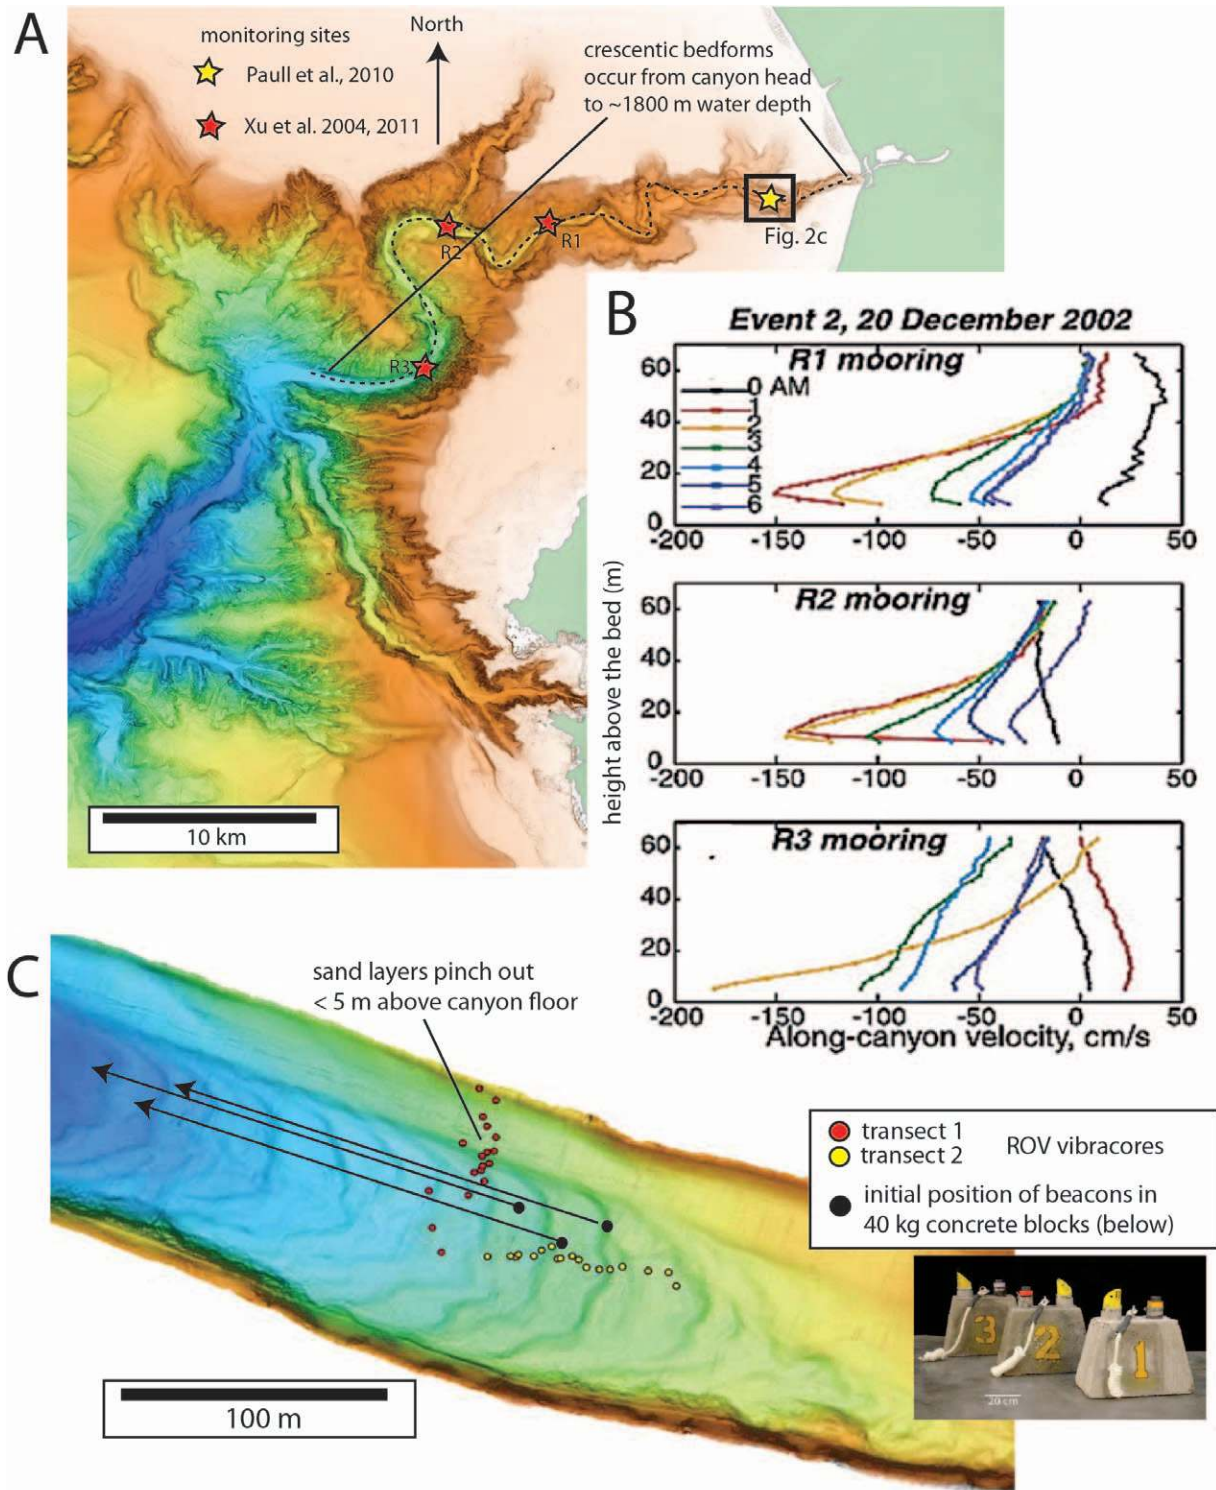 A
monitoring sites
Paull et al., 2010
Xu et al. 2004, 2011
North
crescentic bedforms
occur from canyon head
to ~1800 m water depth
R2
R1
Fig. 2c
R3
10 km
B
Event 2, 20 December 2002
R1 mooring
60
40
20
0
0 AM
1
2
3
4
5
6
-200 -150 -100 -50 0 50
R2 mooring
60
40
20
0
-200 -150 -100 -50 0 50
height above the bed (m)
R3 mooring
60
40
20
0
-200 -150 -100 -50 0 50
Along-canyon velocity, cm/s
C
sand layers pinch out
< 5 m above canyon floor
100 m
transect 1
transect 2
ROV vibracores
initial position of beacons in
40 kg concrete blocks (below)
3
2
1
20 cm